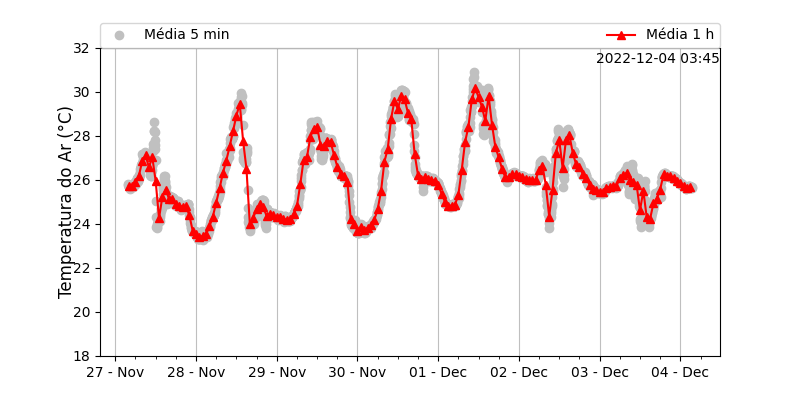 Média 5 min
Média 1 h
2022-12-04 03:45
Temperatura do Ar (°C)
32
30
28
26
24
22
20
18
27 - Nov
28 - Nov
29 - Nov
30 - Nov
01 - Dec
02 - Dec
03 - Dec
04 - Dec